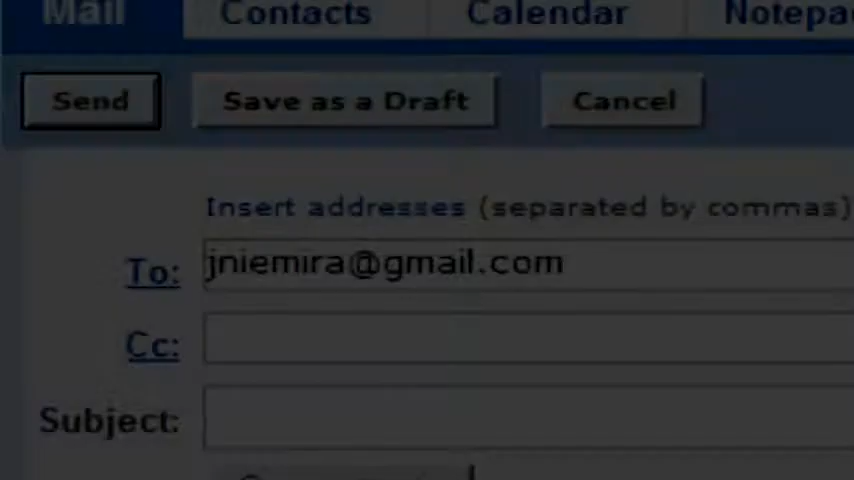 Mail Contacts Calendar
Send Save as a Draft Cancel
Insert addresses (separated by commas)
To: jniemira@gmail.com
Cc:
Subject: